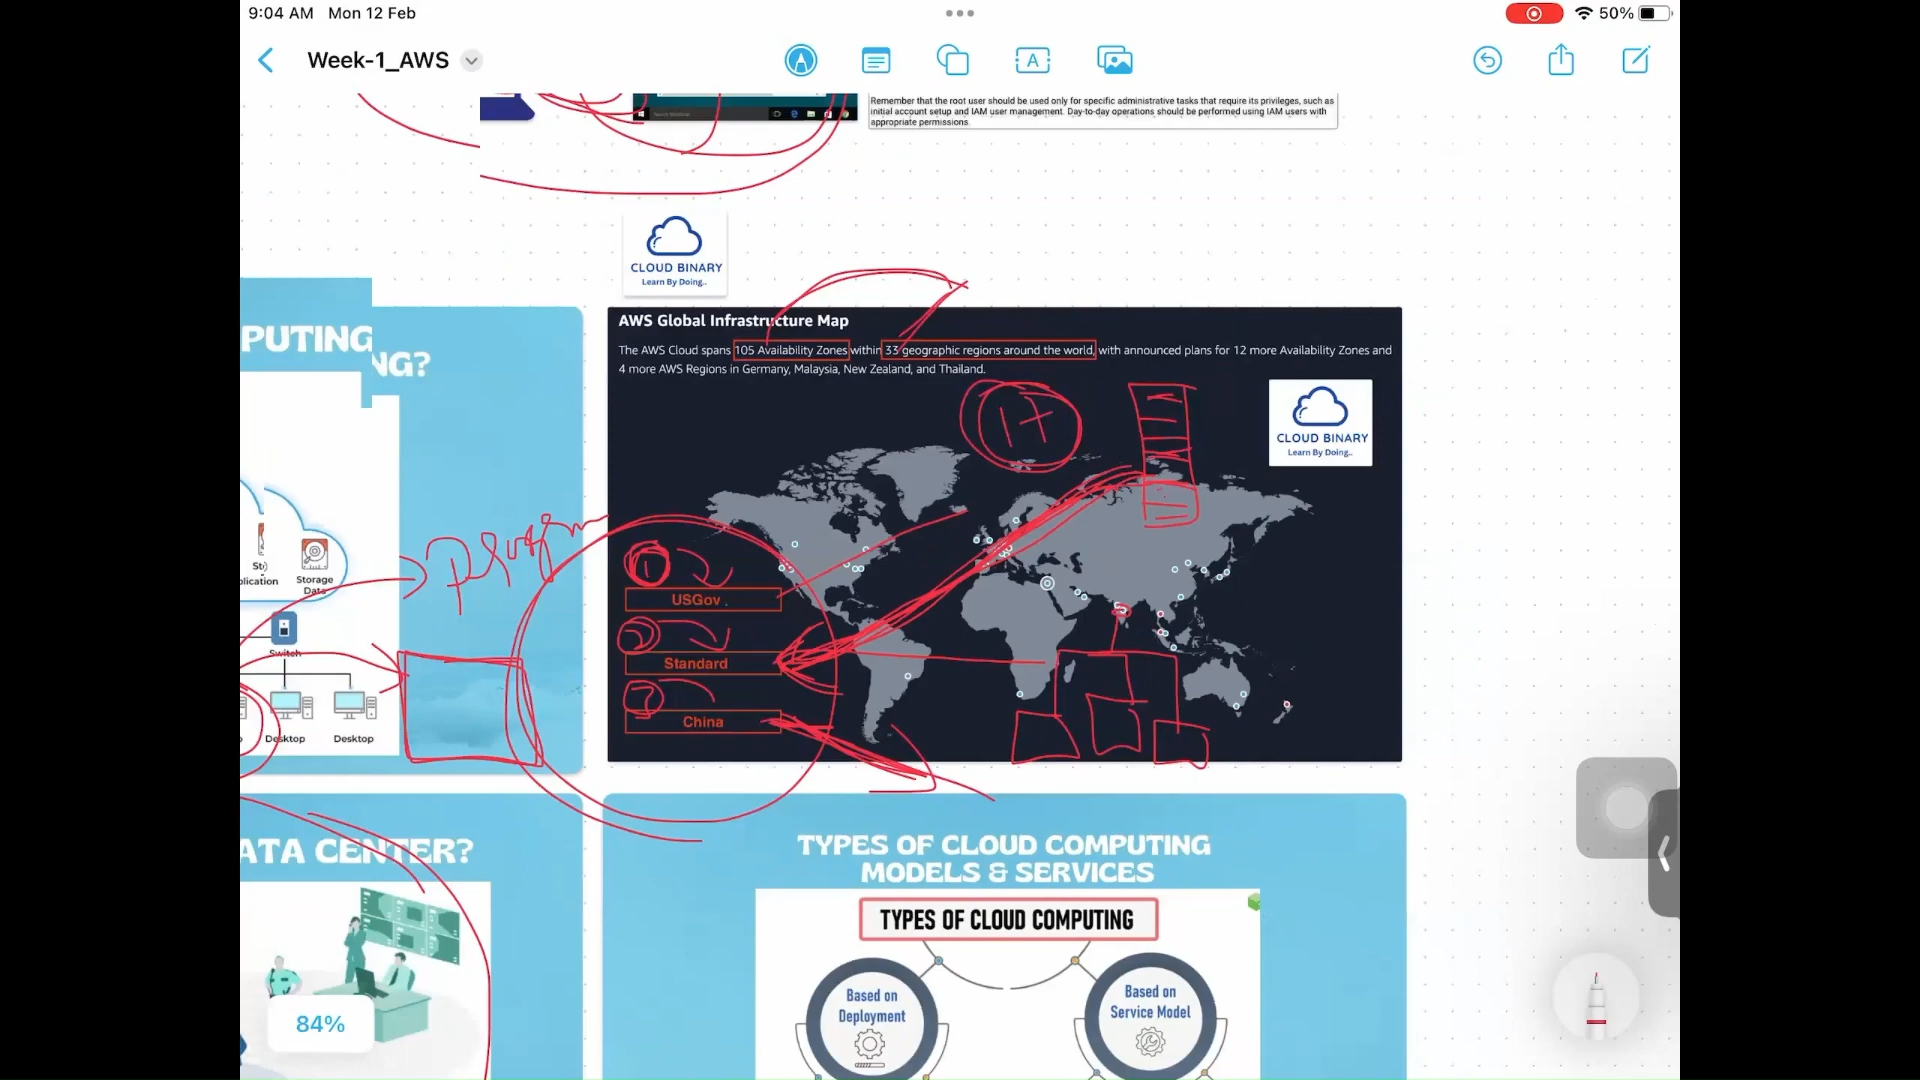 9:04 AM Mon 12 Feb
50%
Week-1_AWS
A
Remember that the root user should be used only for specific administrative tasks that require its privileges, such as
initial account setup and IAM user management. Day-to-day operations should be performed using IAM users with
appropriate permissions.
CLOUD BINARY
Learn By Doing..
PUTING
NG?
AWS Global Infrastructure Map
The AWS Cloud spans 105 Availability Zones within 33 geographic regions around the world, with announced plans for 12 more Availability Zones and
4 more AWS Regions in Germany, Malaysia, New Zealand, and Thailand.
CLOUD BINARY
Learn By Doing..
1
USGov.
2
Standard
China
plication
Storage
Data
Switch
Desktop
Desktop
ATA CENTER?
84%
TYPES OF CLOUD COMPUTING
MODELS & SERVICES
TYPES OF CLOUD COMPUTING
Based on
Deployment
Based on
Service Model